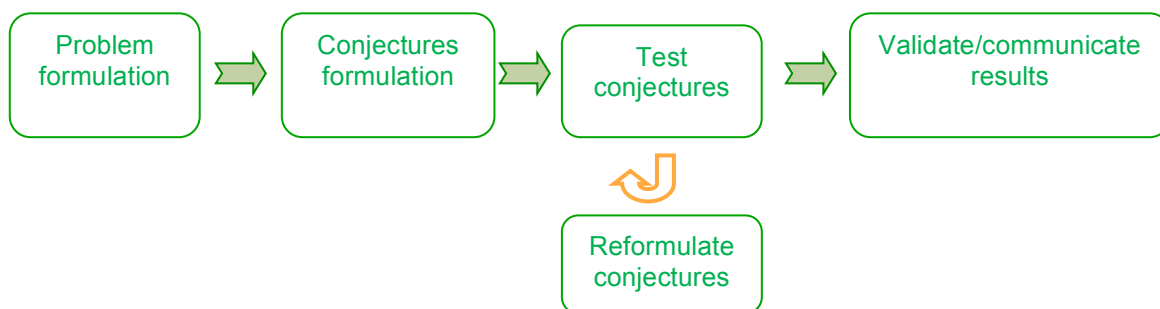 Problem
formulation
Conjectures
formulation
Test
conjectures
Validate/communicate
results
Reformulate
conjectures